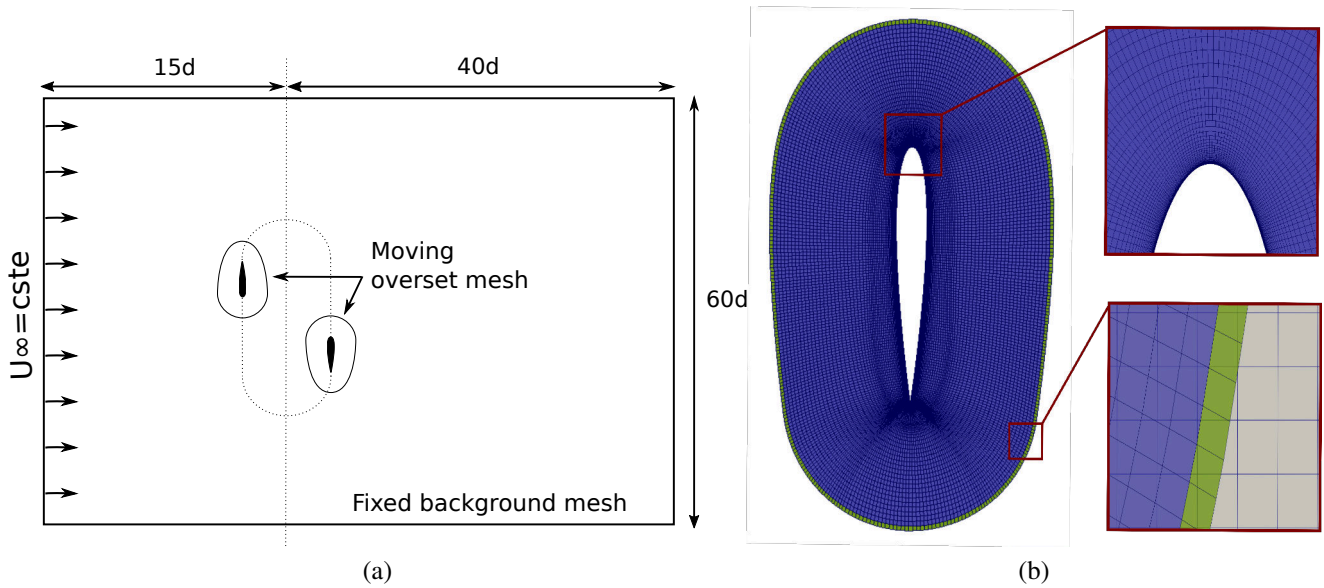 15d
40d
U∞=cste
Moving
overset mesh
60d
Fixed background mesh
(a)
(b)